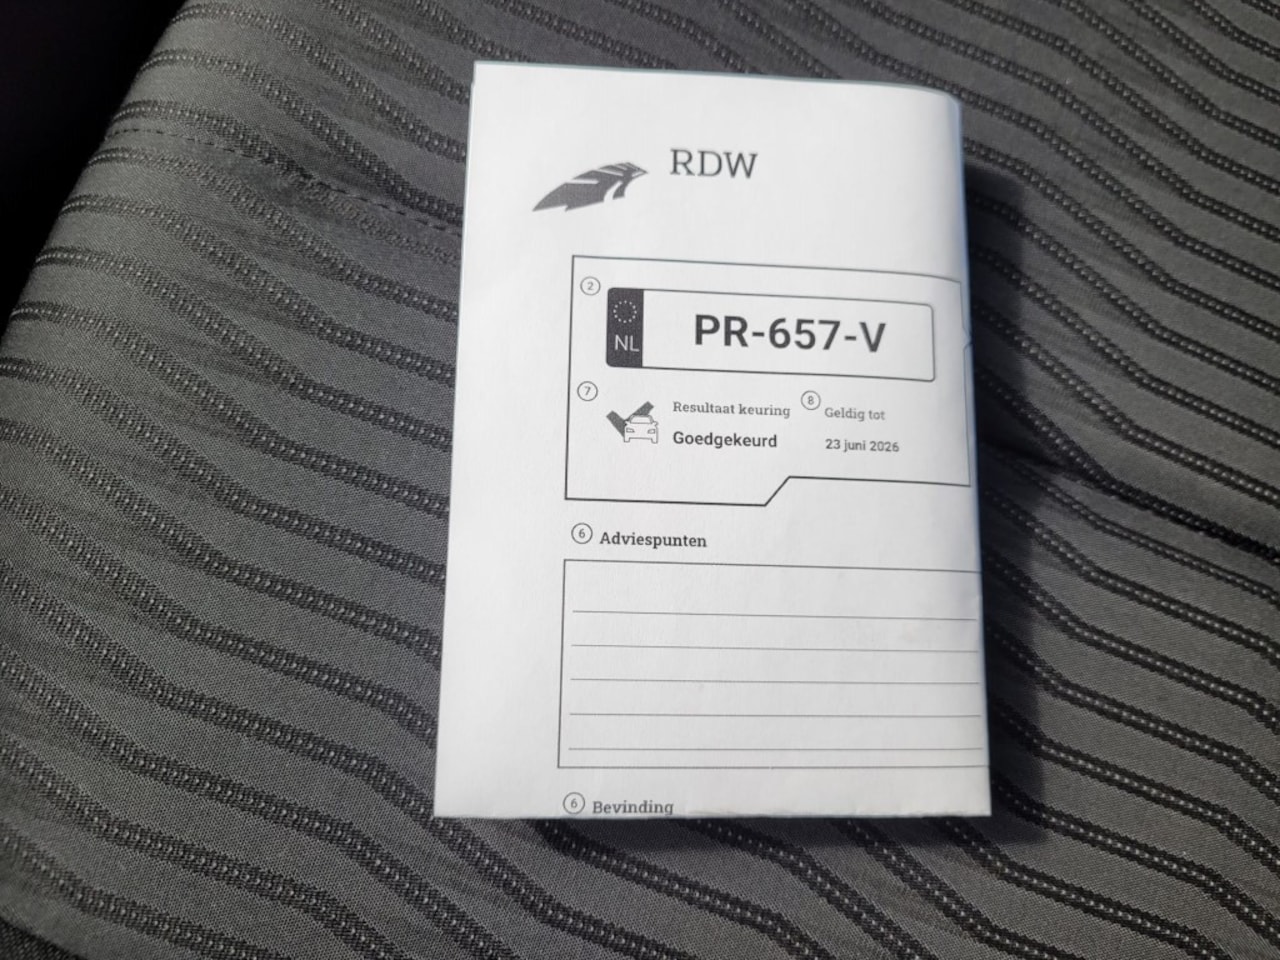 RDW
2
NL
PR-657-V
7
Resultaat keuring
8
Geldig tot
Goedgekeurd
23 juni 2026
6 Adviespunten
6 Bevinding